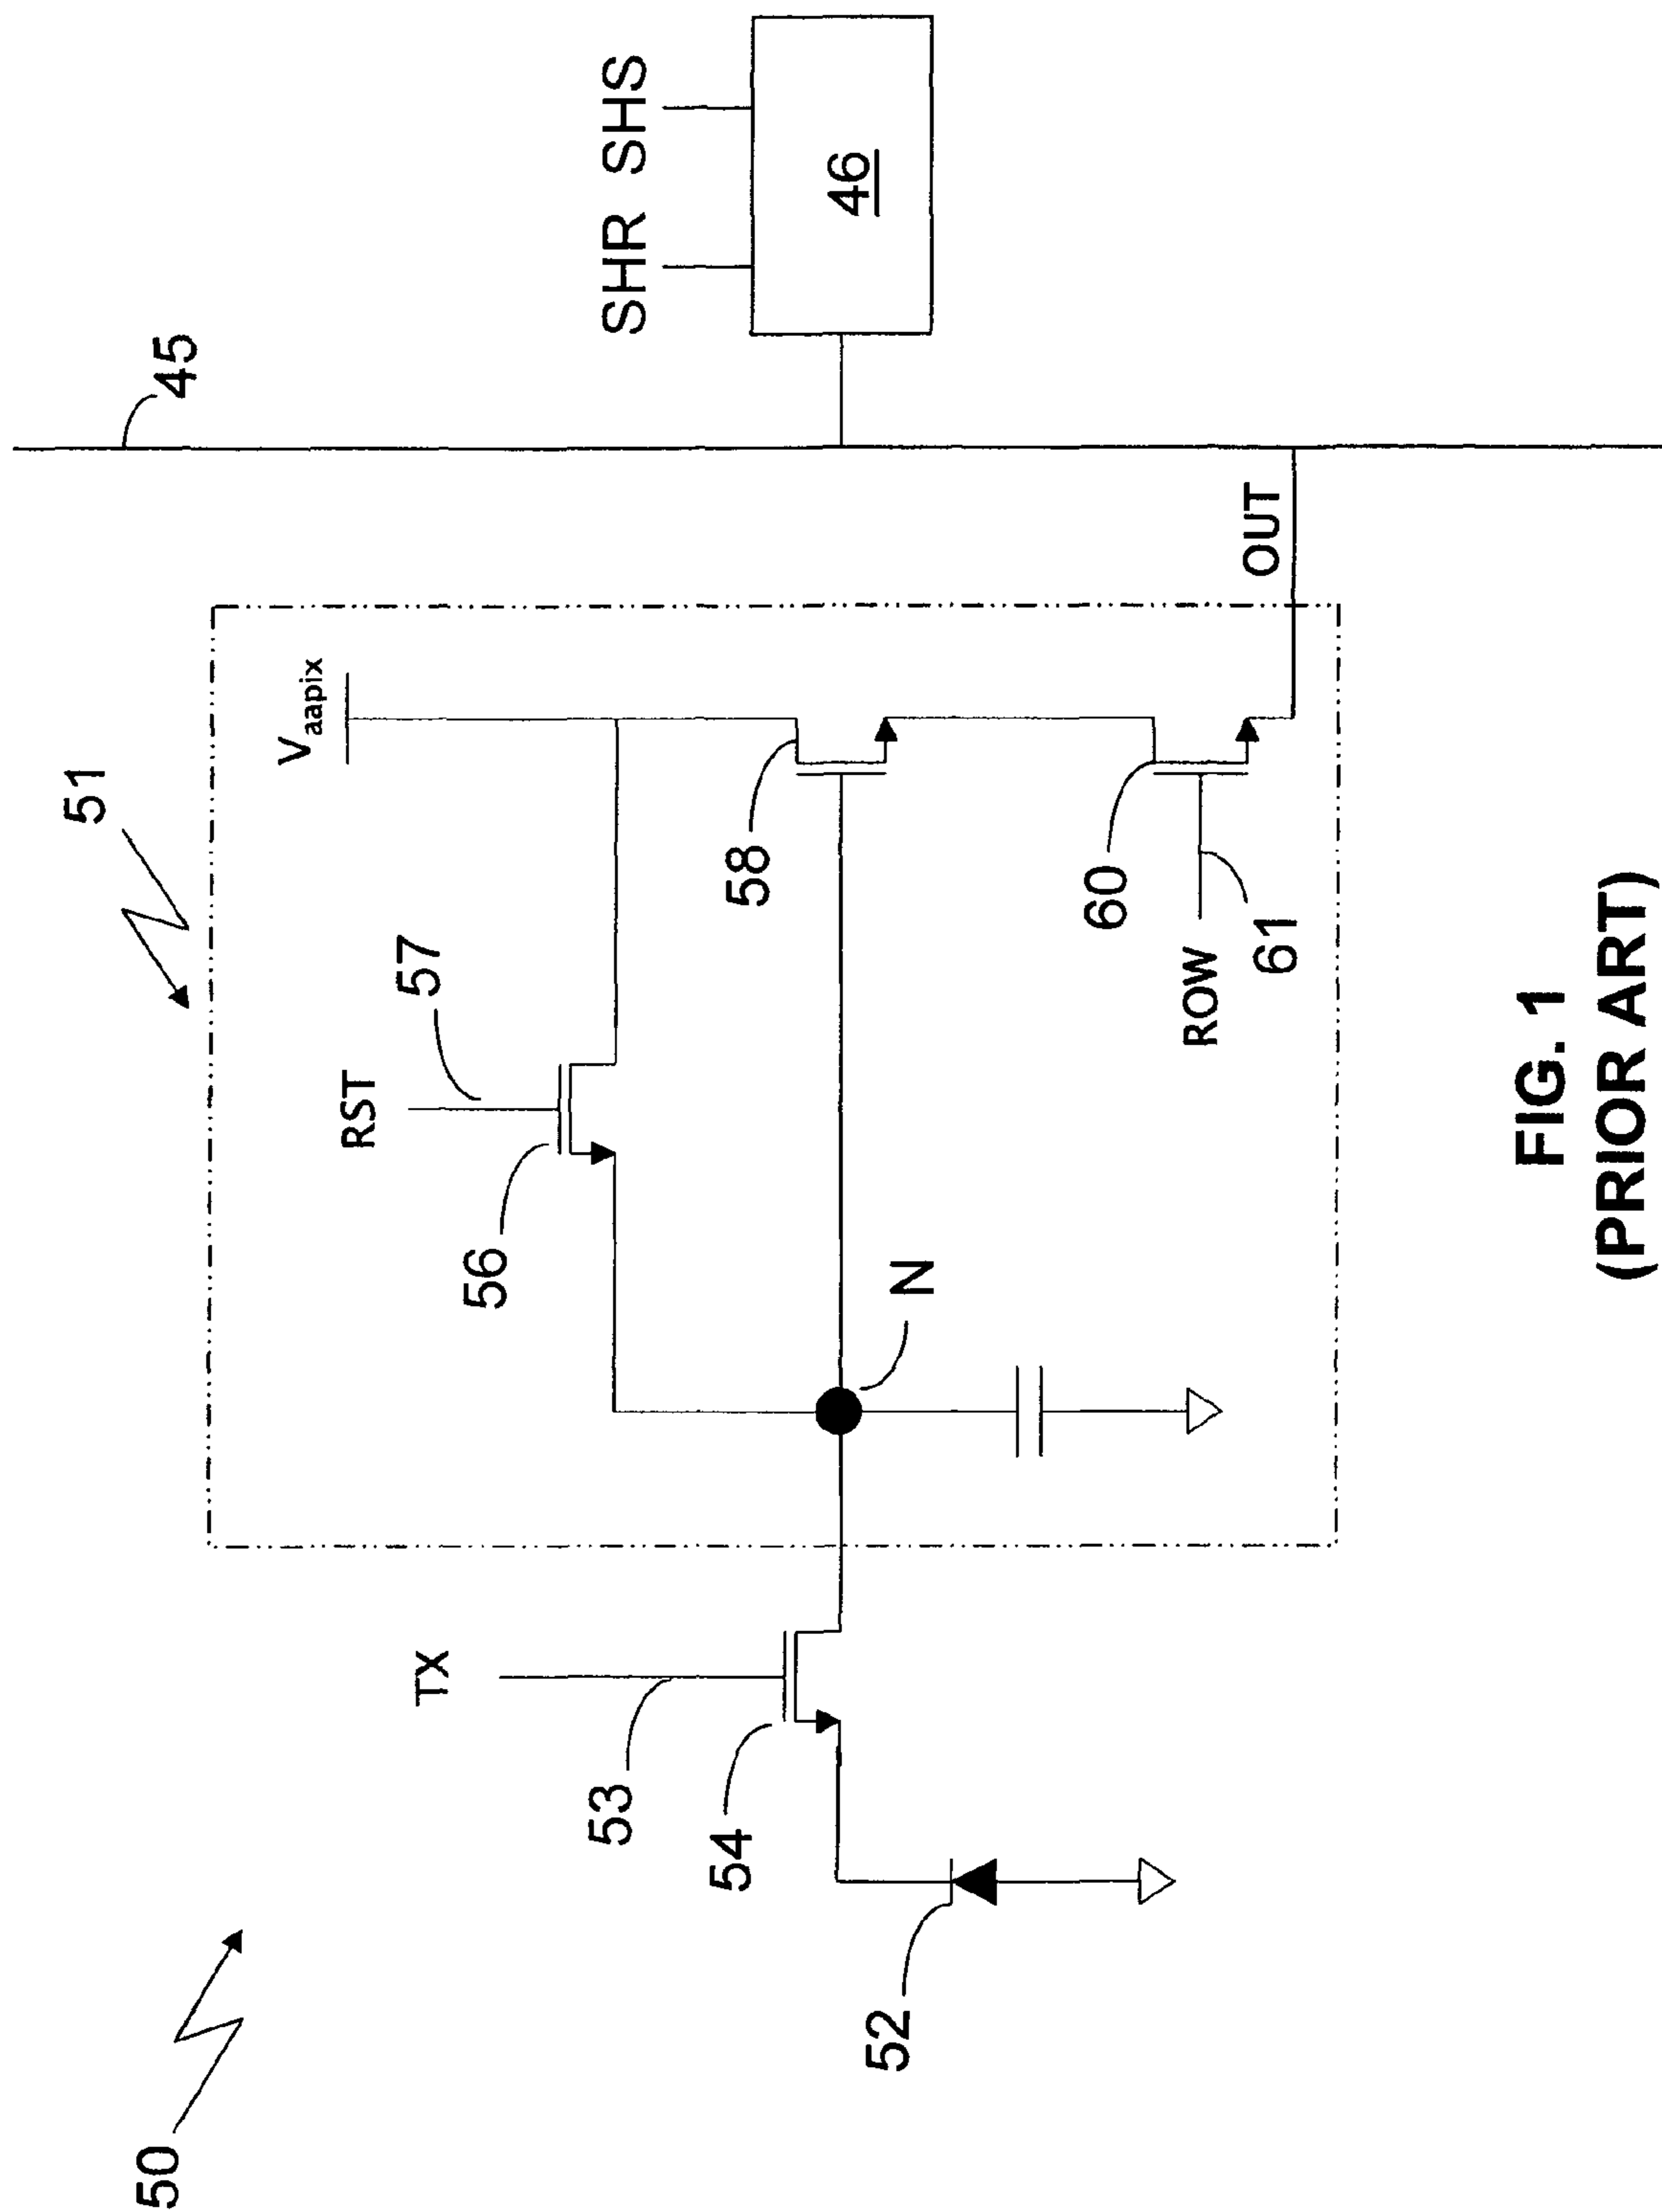 50
51
45
RST
57
V_aapix
SHR SHS
56
TX
53
54
58
46
N
52
60
ROW
61
OUT
FIG. 1
(PRIOR ART)